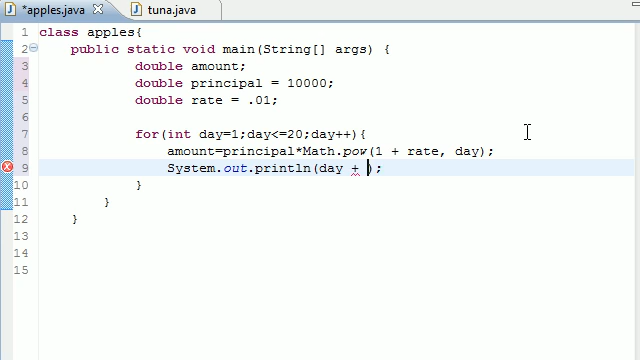 *apples.java tuna.java
1 class apples{
2 public static void main(String[] args) {
3 double amount;
4 double principal = 10000;
5 double rate = .01;
6
7 for(int day=1;day<=20;day++){
8 amount=principal*Math.pow(1 + rate, day);
9 System.out.println(day + );
10 }
11 }
12 }
13
14
15